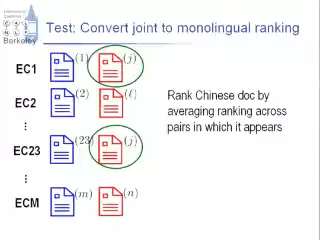 Berkeley
Test: Convert joint to monolingual ranking
EC1 (1) (j)
EC2 (2) (ℓ)
⋮
EC23 (23) (j)
⋮
ECM (m) (n)
Rank Chinese doc by
averaging ranking across
pairs in which it appears